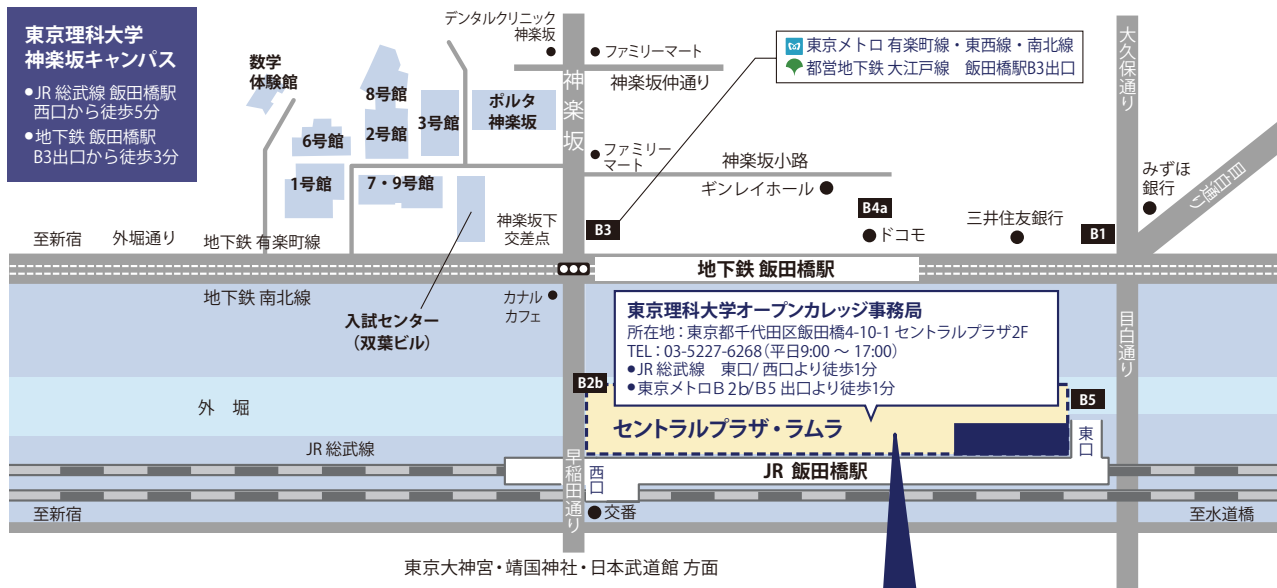 東京理科大学
神楽坂キャンパス
●JR 総武線 飯田橋駅
西口から徒歩5分
●地下鉄 飯田橋駅
B3出口から徒歩3分
デンタルクリニック
神楽坂
●ファミリーマート
神楽坂仲通り
東京メトロ 有楽町線・東西線・南北線
都営地下鉄 大江戸線　飯田橋駅B3出口
大久保通り
数学
体験館
8号館
2号館
3号館
ポルタ
神楽坂
神楽坂
6号館
1号館
7・9号館
ファミリー
マート
神楽坂小路
ギンレイホール
みずほ
銀行
目白通り
神楽坂下
交差点
B3
B4a
ドコモ
三井住友銀行
B1
至新宿
外堀通り
地下鉄 有楽町線
地下鉄 飯田橋駅
地下鉄 南北線
カナル
カフェ
入試センター
(双葉ビル)
東京理科大学オープンカレッジ事務局
所在地：東京都千代田区飯田橋4-10-1 セントラルプラザ2F
TEL：03-5227-6268(平日9:00 ～ 17:00)
●JR 総武線　東口/ 西口より徒歩1分
●東京メトロB 2b/B5 出口より徒歩1分
目白通り
B2b
B5
外　堀
セントラルプラザ・ラムラ
東口
JR 総武線
JR 飯田橋駅
早稲田通り
西口
至新宿
交番
至水道橋
東京大神宮・靖国神社・日本武道館 方面